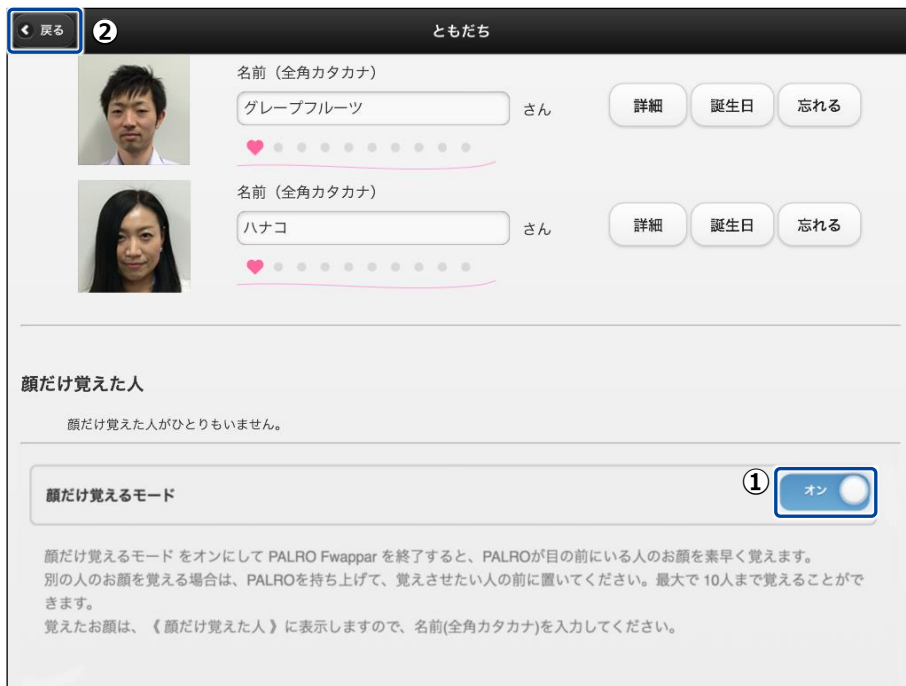 戻る
②
ともだち
名前（全角カタカナ）
グレープフルーツ
さん
詳細
誕生日
忘れる
名前（全角カタカナ）
ハナコ
さん
詳細
誕生日
忘れる
顔だけ覚えた人
顔だけ覚えた人がひとりもいません。
①
顔だけ覚えるモード
オン
顔だけ覚えるモード をオンにして PALRO Fwappar を終了すると、PALROが目の前にいる人のお顔を素早く覚えます。
別の人のお顔を覚える場合は、PALROを持ち上げて、覚えさせたい人の前に置いてください。最大で 10人まで覚えることがで
きます。
覚えたお顔は、《 顔だけ覚えた人 》に表示しますので、名前(全角カタカナ)を入力してください。